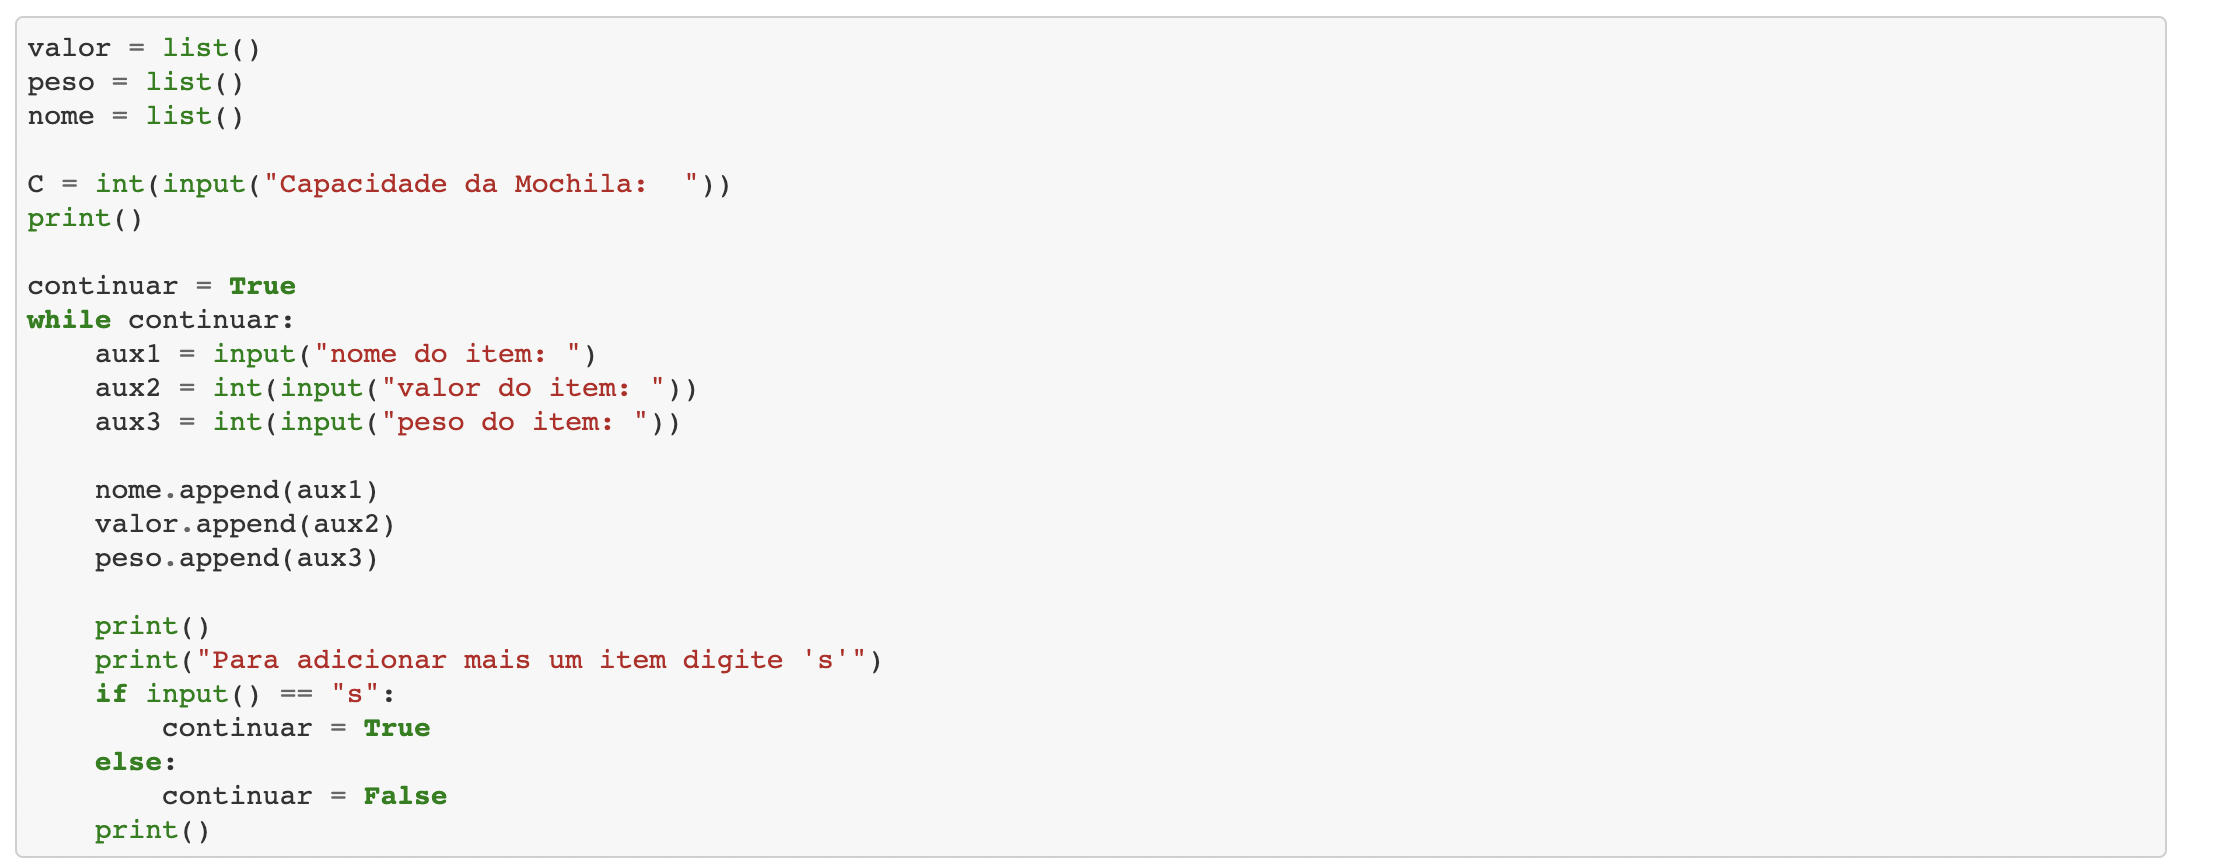 valor = list()
peso = list()
nome = list()
C = int(input("Capacidade da Mochila:  "))
print()
continuar = True
while continuar:
    aux1 = input("nome do item: ")
    aux2 = int(input("valor do item: "))
    aux3 = int(input("peso do item: "))
    nome.append(aux1)
    valor.append(aux2)
    peso.append(aux3)
    print()
    print("Para adicionar mais um item digite 's'")
    if input() == "s":
        continuar = True
    else:
        continuar = False
    print()